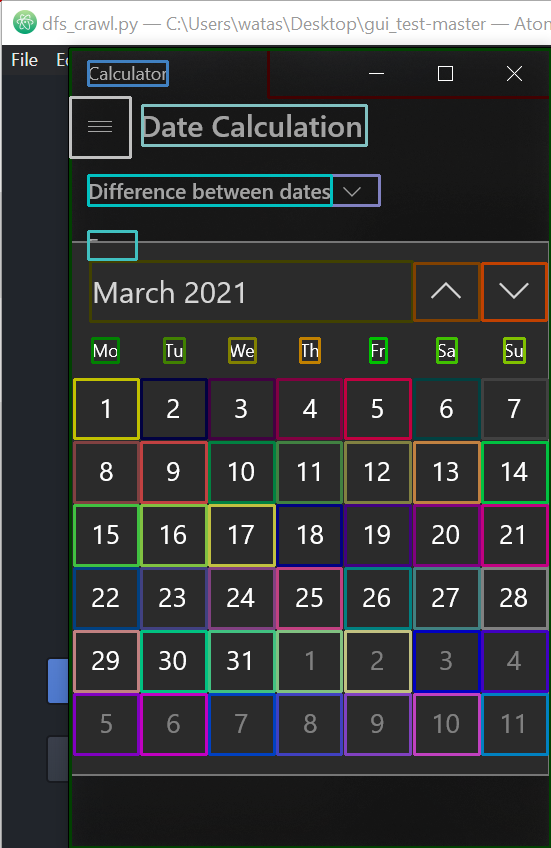 dfs_crawl.py — C:\Users\watas\Desktop\gui_test-master — Atom
File
Calculator
Date Calculation
Difference between dates
March 2021
Mo Tu We Th Fr Sa Su
1 2 3 4 5 6 7
8 9 10 11 12 13 14
15 16 17 18 19 20 21
22 23 24 25 26 27 28
29 30 31 1 2 3 4
5 6 7 8 9 10 11